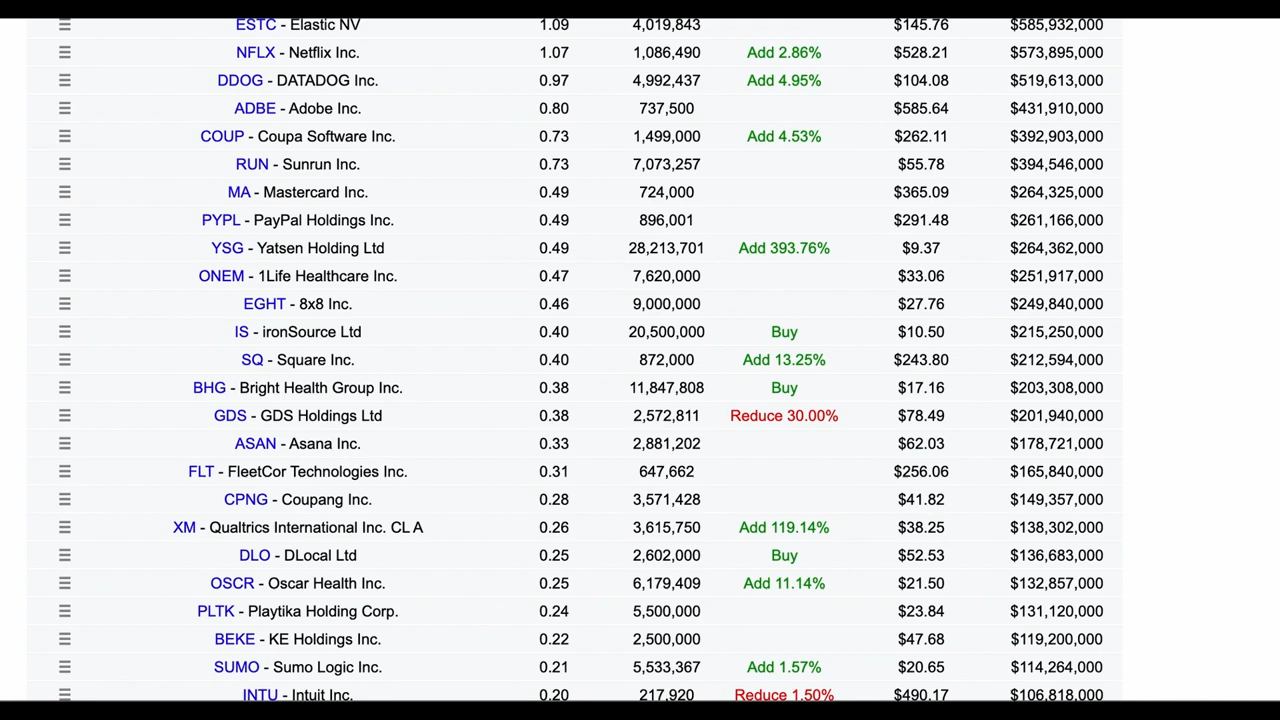 ESTC - Elastic NV 1.09 4,019,843 $145.76 $585,932,000
NFLX - Netflix Inc. 1.07 Add 2.86% $528.21 $573,895,000
DDOG - DATADOG Inc. 0.97 4,992,437 Add 4.95% $104.08 $519,613,000
ADBE - Adobe Inc. 0.80 737,500 $585.64 $431,910,000
COUP - Coupa Software Inc. 0.73 1,499,000 Add 4.53% $262.11 $392,903,000
RUN - Sunrun Inc. 0.73 7,073,257 $55.78 $394,546,000
MA - Mastercard Inc. 0.49 724,000 $365.09 $264,325,000
PYPL - PayPal Holdings Inc. 0.49 896,001 $291.48 $261,166,000
YSG - Yatsen Holding Ltd 0.49 28,213,701 Add 393.76% $9.37 $264,362,000
ONEM - 1Life Healthcare Inc. 0.47 7,620,000 $33.06 $251,917,000
EGHT - 8x8 Inc. 0.46 9,000,000 $27.76 $249,840,000
IS - ironSource Ltd 0.40 20,500,000 Buy $10.50 $215,250,000
SQ - Square Inc. 0.40 872,000 Add 13.25% $243.80 $212,594,000
BHG - Bright Health Group Inc. 0.38 11,847,808 Buy $17.16 $203,308,000
GDS - GDS Holdings Ltd 0.38 2,572,811 Reduce 30.00% $78.49 $201,940,000
ASAN - Asana Inc. 0.33 2,881,202 $62.03 $178,721,000
FLT - FleetCor Technologies Inc. 0.31 647,662 $256.06 $165,840,000
CPNG - Coupang Inc. 0.28 3,571,428 $41.82 $149,357,000
XM - Qualtrics International Inc. CL A 0.26 3,615,750 Add 119.14% $38.25 $138,302,000
DLO - DLocal Ltd 0.25 2,602,000 Buy $52.53 $136,683,000
OSCR - Oscar Health Inc. 0.25 6,179,409 Add 11.14% $21.50 $132,857,000
PLTK - Playtika Holding Corp. 0.24 5,500,000 $23.84 $131,120,000
BEKE - KE Holdings Inc. 0.22 2,500,000 $47.68 $119,200,000
SUMO - Sumo Logic Inc. 0.21 5,533,367 Add 1.57% $20.65 $114,264,000
INTU - Intuit Inc. 0.20 217,920 Reduce 1.50% $490.17 $106,818,000